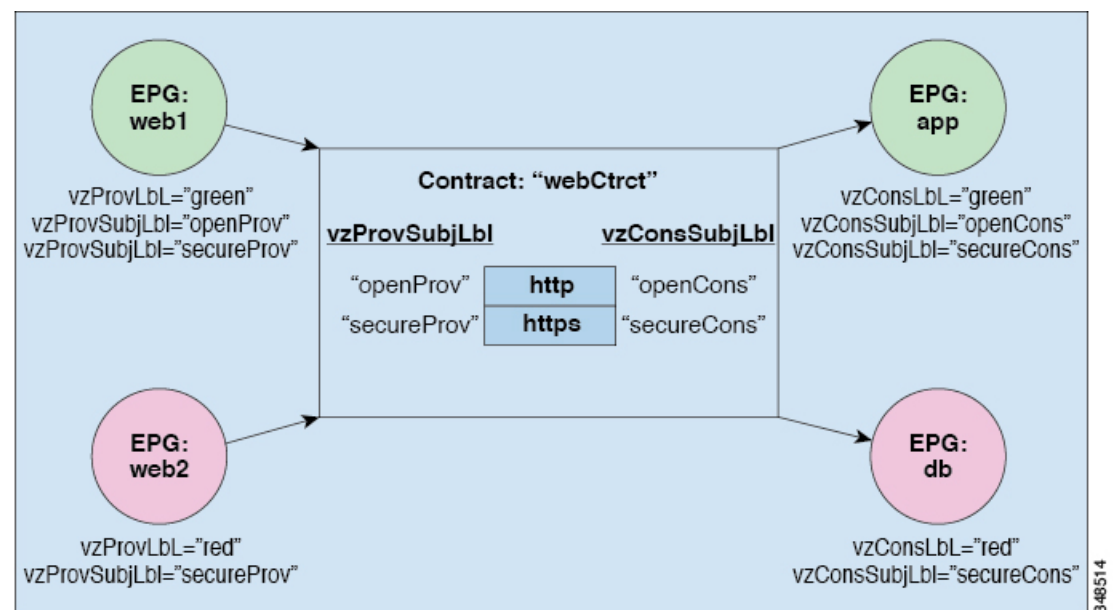 EPG:
web1
vzProvLbL="green"
vzProvSubjLbl="openProv"
vzProvSubjLbl="secureProv"
EPG:
app
vzConsLbL="green"
vzConsSubjLbl="openCons"
vzConsSubjLbl="secureCons"
Contract: “webCtrct”
vzProvSubjLbl
vzConsSubjLbl
“openProv” http “openCons”
“secureProv” https “secureCons”
EPG:
web2
vzProvLbL="red"
vzProvSubjLbl="secureProv"
EPG:
db
vzConsLbL="red"
vzConsSubjLbl="secureCons"
348514